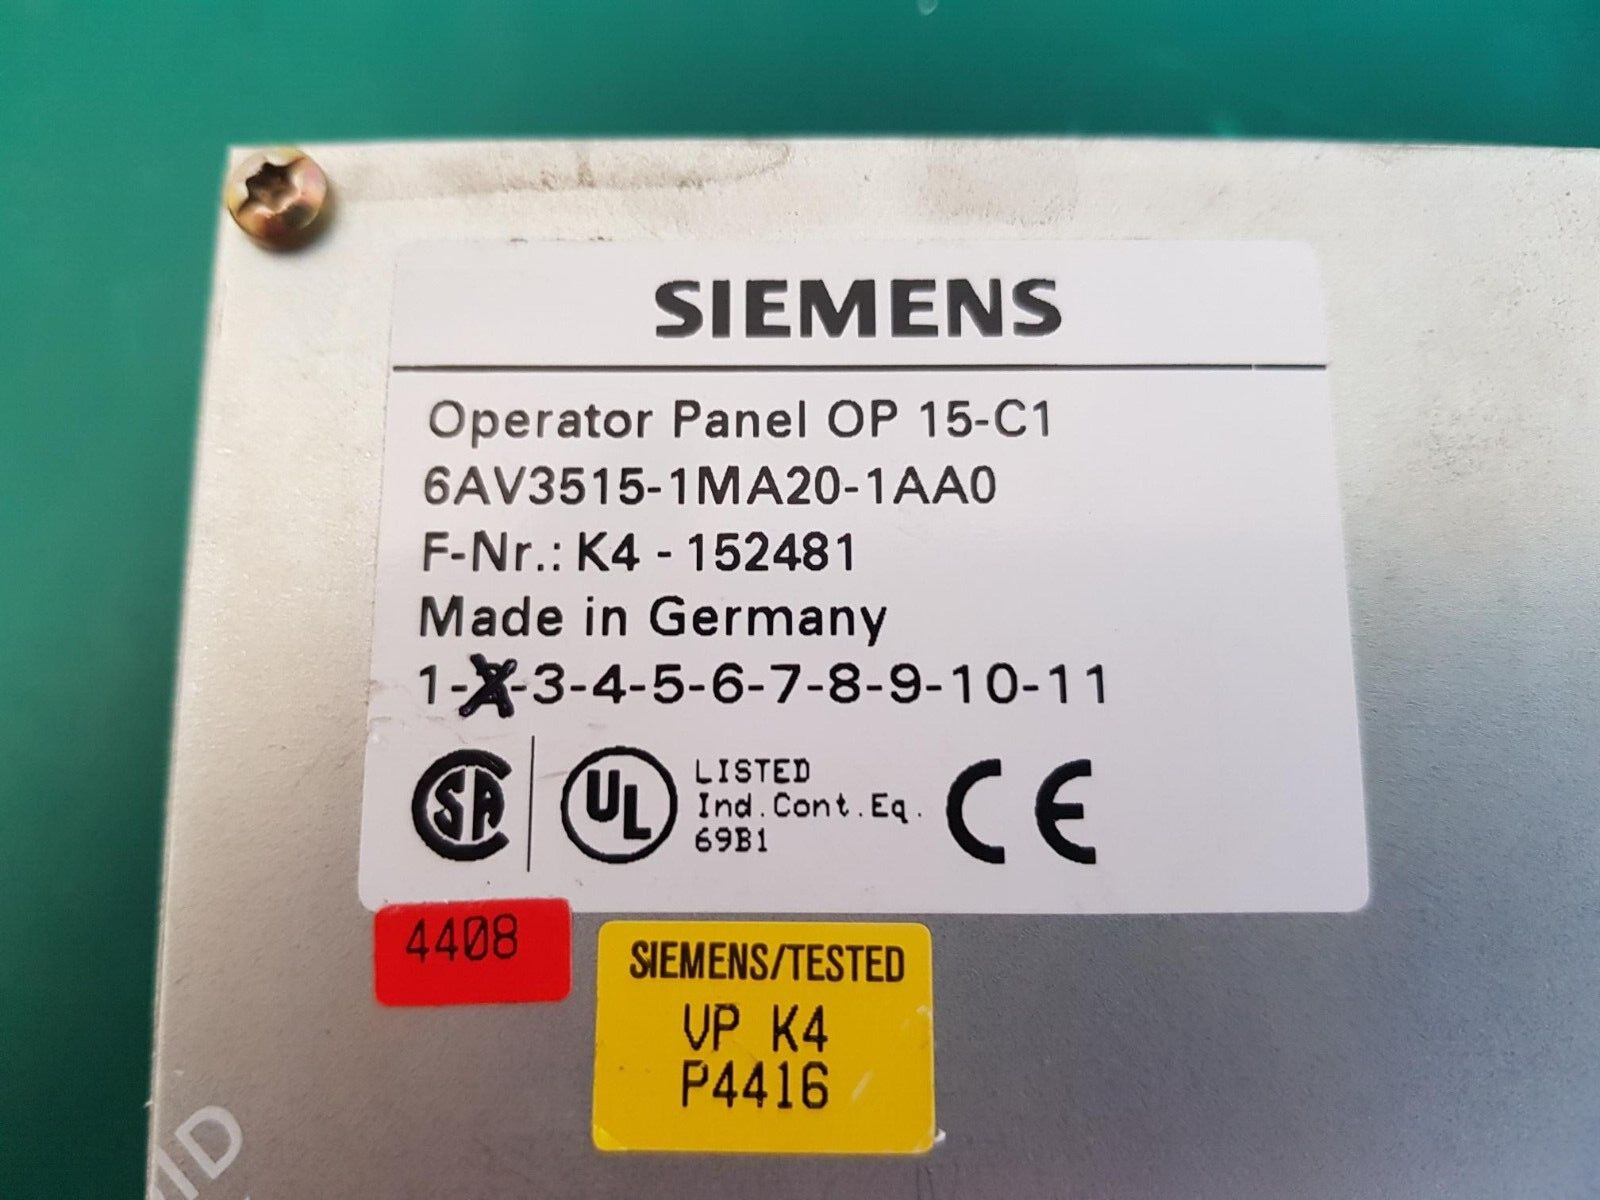 SIEMENS
Operator Panel OP 15-C1
6AV3515-1MA20-1AA0
F-Nr.: K4 - 152481
Made in Germany
1-2-3-4-5-6-7-8-9-10-11
SA
UL
LISTED
Ind.Cont.Eq.
69B1
CE
4408
SIEMENS/TESTED
VP K4
P4416